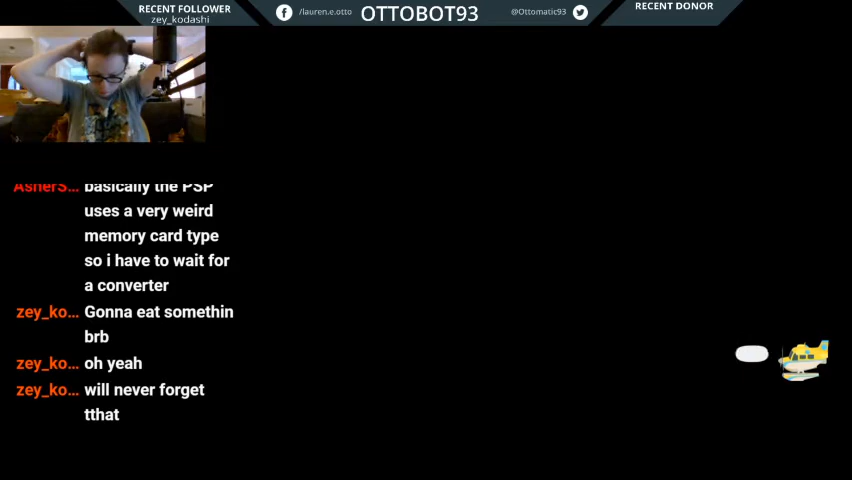 RECENT FOLLOWER
zey_kodashi
/lauren.e.otto
OTTOBOT93
@Ottomatic93
RECENT DONOR
AsherS... basically the PSP
uses a very weird
memory card type
so i have to wait for
a converter
zey_ko... Gonna eat somethin
brb
zey_ko... oh yeah
zey_ko... will never forget
tthat